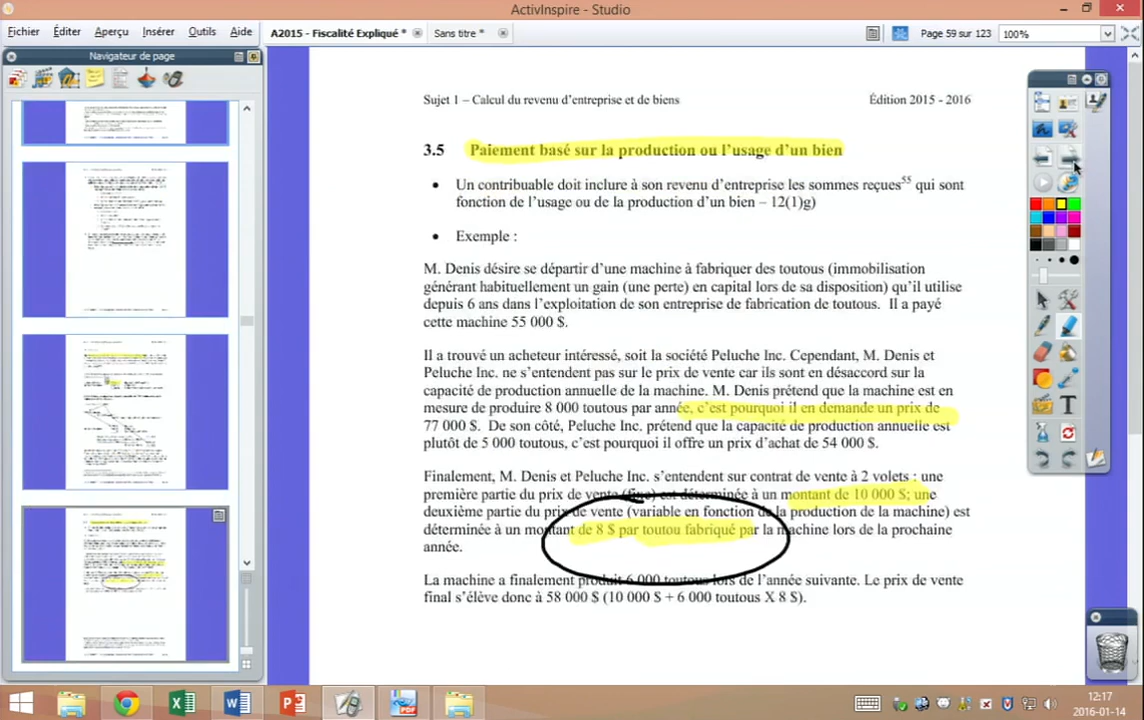 ActivInspire - Studio
Fichier Éditer Aperçu Insérer Outils Aide
A2015 - Fiscalité Expliqué * Sans titre *
Page 59 sur 123 100%
Navigateur de page
Sujet 1 – Calcul du revenu d'entreprise et de biens Édition 2015 - 2016
3.5 Paiement basé sur la production ou l'usage d'un bien
• Un contribuable doit inclure à son revenu d'entreprise les sommes reçues55 qui sont
fonction de l'usage ou de la production d'un bien – 12(1)g)
• Exemple :
M. Denis désire se départir d'une machine à fabriquer des toutous (immobilisation
générant habituellement un gain (une perte) en capital lors de sa disposition) qu'il utilise
depuis 6 ans dans l'exploitation de son entreprise de fabrication de toutous. Il a payé
cette machine 55 000 $.
Il a trouvé un acheteur intéressé, soit la société Peluche Inc. Cependant, M. Denis et
Peluche Inc. ne s'entendent pas sur le prix de vente car ils sont en désaccord sur la
capacité de production annuelle de la machine. M. Denis prétend que la machine est en
mesure de produire 8 000 toutous par année, c'est pourquoi il en demande un prix de
77 000 $. De son côté, Peluche Inc. prétend que la capacité de production annuelle est
plutôt de 5 000 toutous, c'est pourquoi il offre un prix d'achat de 54 000 $.
Finalement, M. Denis et Peluche Inc. s'entendent sur contrat de vente à 2 volets : une
première partie du prix de vente (fixe) est déterminée à un montant de 10 000 $; une
deuxième partie du prix de vente (variable en fonction de la production de la machine) est
déterminée à un montant de 8 $ par toutou fabriqué par la machine lors de la prochaine
année.
La machine a finalement produit 6 000 toutous lors de l'année suivante. Le prix de vente
final s'élève donc à 58 000 $ (10 000 $ + 6 000 toutous X 8 $).
12:17
2016-01-14